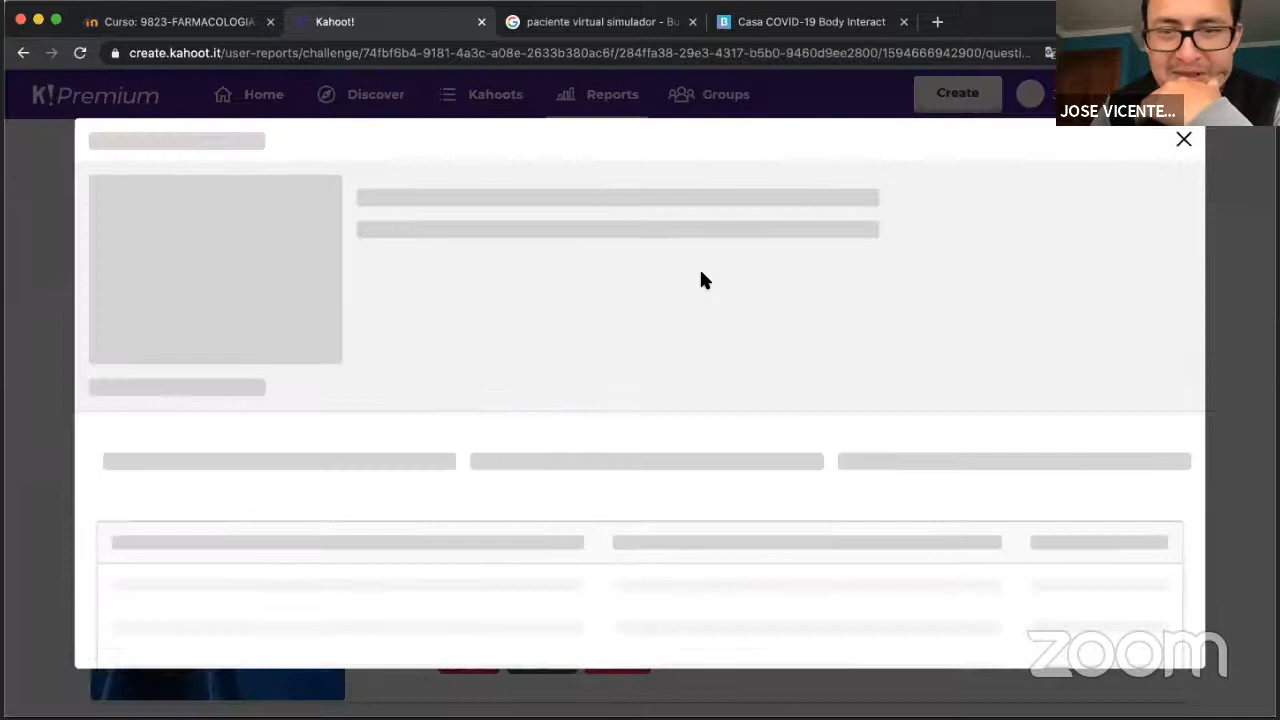 Curso: 9823-FARMACOLOGIA
Kahoot!
paciente virtual simulador - Bu
Casa COVID-19 Body Interact
create.kahoot.it/user-reports/challenge/74fbf6b4-9181-4a3c-a08e-2633b380ac6f/284ffa38-29e3-4317-b5b0-9460d9ee2800/1594666942900/questi...
K!Premium
Home
Discover
Kahoots
Reports
Groups
Create
JOSE VICENTE...
zoom